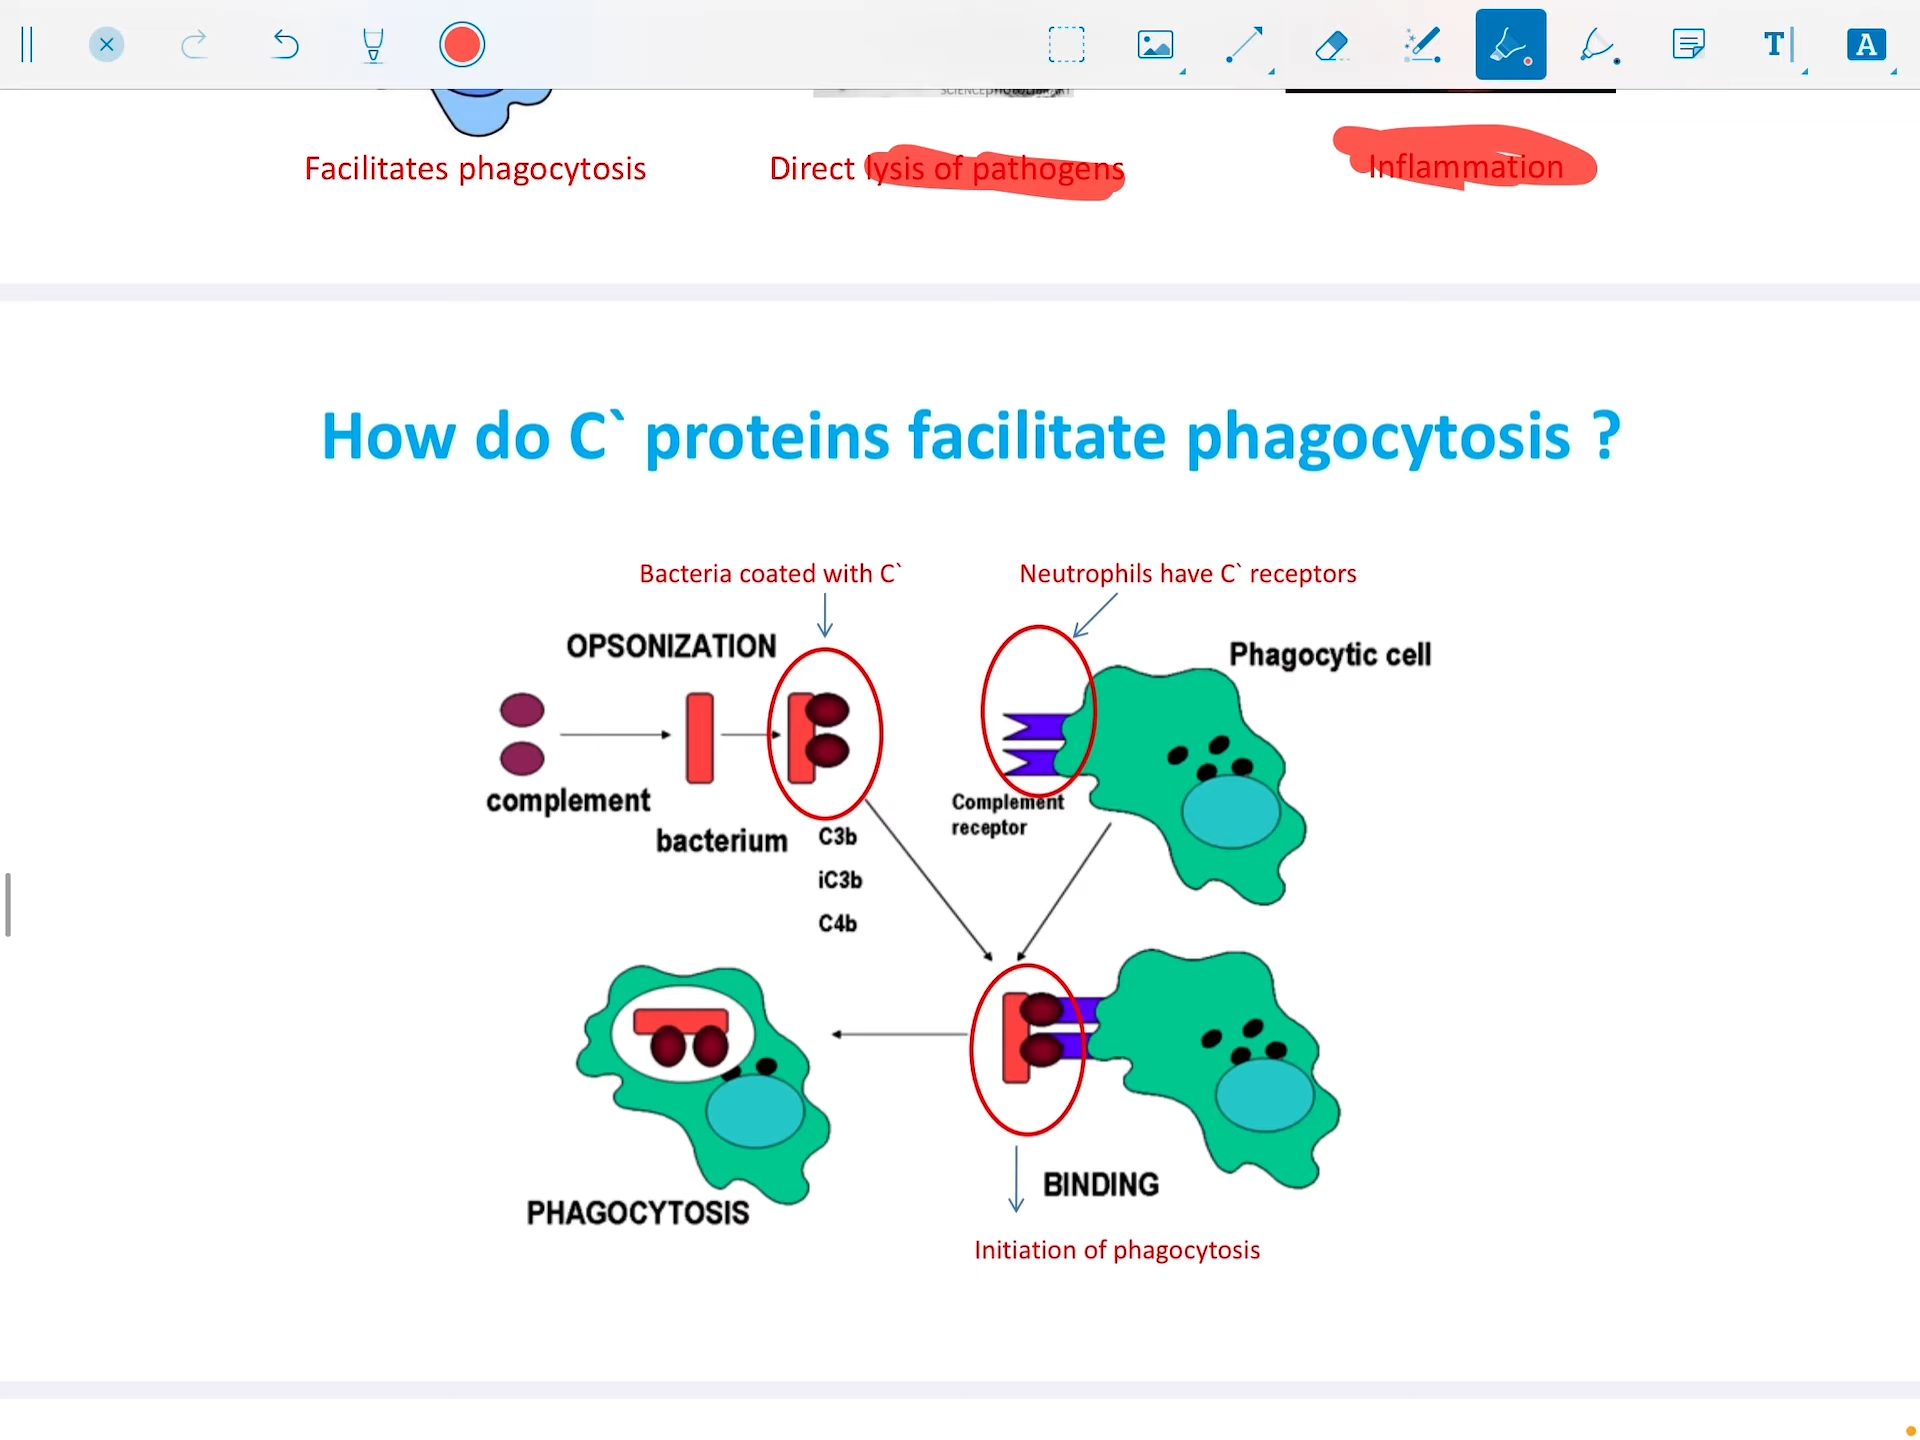 T
A
Facilitates phagocytosis
Direct lysis of pathogens
Inflammation
How do C` proteins facilitate phagocytosis ?
Bacteria coated with C`
Neutrophils have C` receptors
OPSONIZATION
Phagocytic cell
complement
Complement
receptor
bacterium
C3b
iC3b
C4b
BINDING
PHAGOCYTOSIS
Initiation of phagocytosis